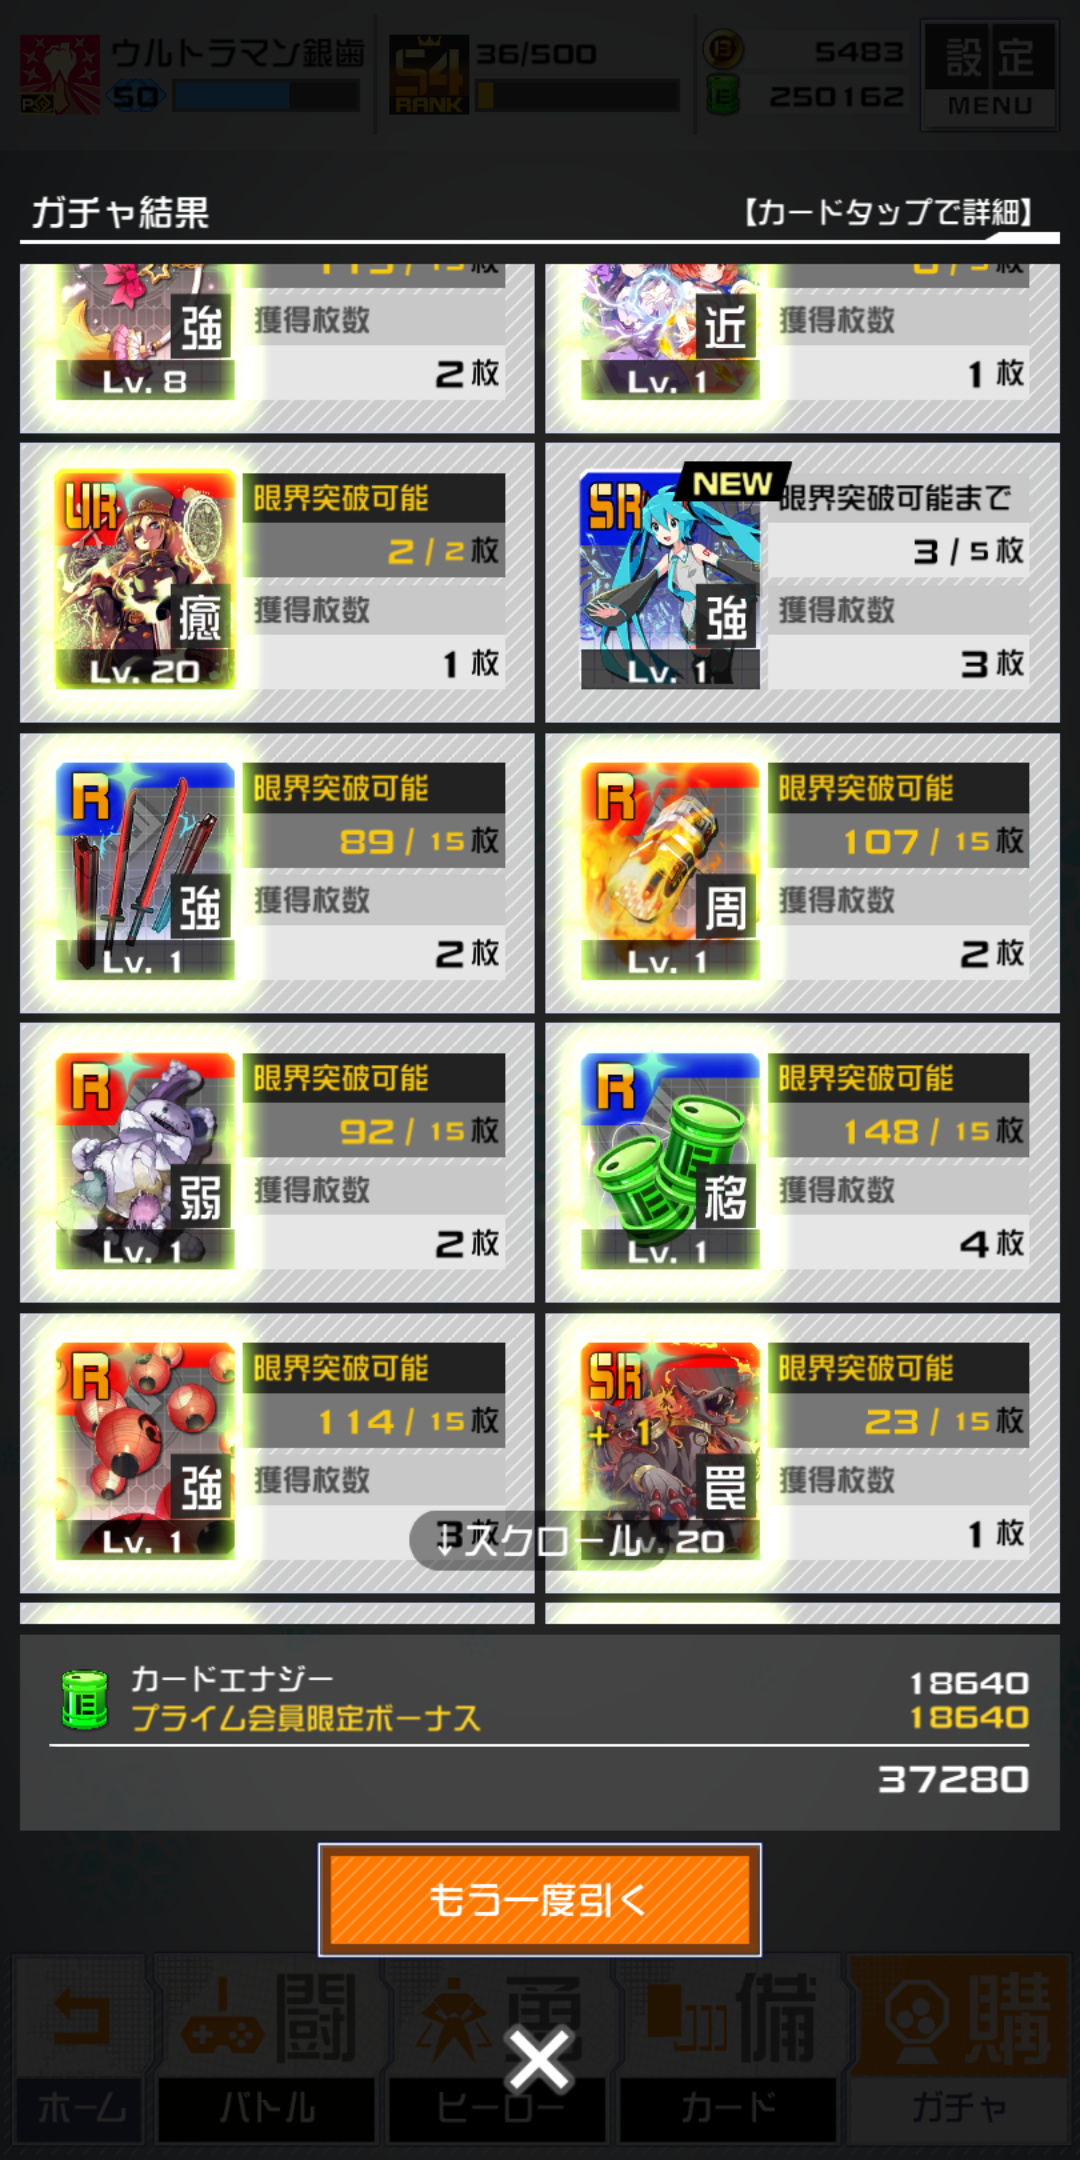 ウルトラマン銀歯
50
S4
RANK
36/500
5483
250162
設定
MENU
ガチャ結果
【カードタップで詳細】
強
Lv. 8
獲得枚数
2枚
近
Lv. 1
獲得枚数
1枚
UR
癒
Lv. 20
限界突破可能
2/2枚
獲得枚数
1枚
SR
NEW
強
Lv. 1
限界突破可能まで
3/5枚
獲得枚数
3枚
R
強
Lv. 1
限界突破可能
89/15枚
獲得枚数
2枚
R
周
Lv. 1
限界突破可能
107/15枚
獲得枚数
2枚
R
弱
Lv. 1
限界突破可能
92/15枚
獲得枚数
2枚
R
移
Lv. 1
限界突破可能
148/15枚
獲得枚数
4枚
R
強
Lv. 1
限界突破可能
114/15枚
獲得枚数
3枚
SR
+1
罠
Lv. 20
限界突破可能
23/15枚
獲得枚数
1枚
↓スクロール
E
カードエナジー
18640
プライム会員限定ボーナス
18640
37280
もう一度引く
闘
勇
備
購
ホーム
バトル
ヒーロー
カード
ガチャ